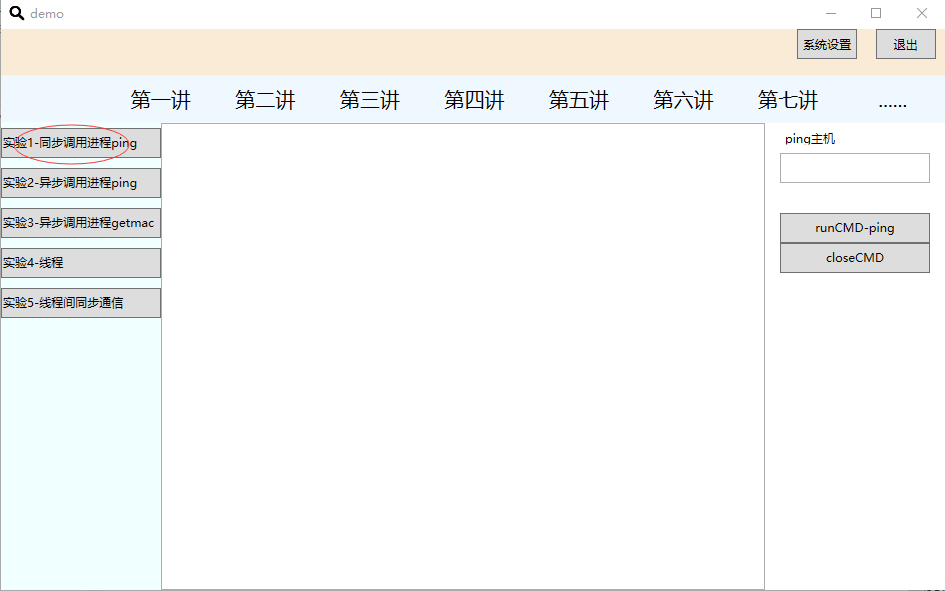 demo
系统设置 退出
第一讲 第二讲 第三讲 第四讲 第五讲 第六讲 第七讲 ......
实验1-同步调用进程ping
实验2-异步调用进程ping
实验3-异步调用进程getmac
实验4-线程
实验5-线程间同步通信
ping主机
runCMD-ping
closeCMD